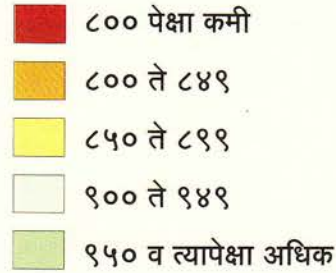 ८०० पेक्षा कमी
८०० ते ८४९
८५० ते ८९९
९०० ते ९४९
९५० व त्यापेक्षा अधिक